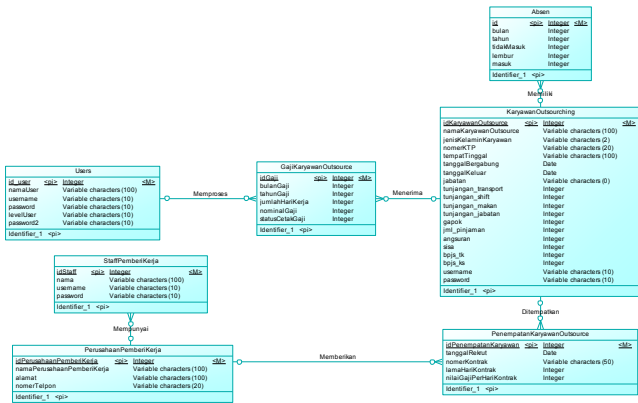 Absen
id <pi> Integer <M>
bulan Integer
tahun Integer
tidakMasuk Integer
lembur Integer
masuk Integer
Identifier_1 <pi>
Memiliki
KaryawanOutsourching
idKaryawanOutsource <pi> Integer <M>
namaKaryawanOutsource Variable characters (100)
jenisKelaminKaryawan Variable characters (2)
nomerKTP Variable characters (20)
tempatTinggal Variable characters (100)
tanggalBergabung Date
tanggalKeluar Date
jabatan Variable characters (0)
tunjangan_transport Integer
tunjangan_shift Integer
tunjangan_makan Integer
tunjangan_jabatan Integer
gapok Integer
jml_pinjaman Integer
angsuran Integer
sisa Integer
bpjs_tk Integer
bpjs_ks Integer
username Variable characters (10)
password Variable characters (10)
Identifier_1 <pi>
Users
id_user <pi> Integer <M>
namaUser Variable characters (100)
username Variable characters (10)
password Variable characters (10)
levelUser Variable characters (10)
password2 Variable characters (10)
Identifier_1 <pi>
Memproses
GajiKaryawanOutsource
idGaji <pi> Integer <M>
bulanGaji Integer
tahunGaji Integer
jumlahHariKerja Integer
nominalGaji Integer
statusCetakGaji Integer
Identifier_1 <pi>
Menerima
StaffPemberiKerja
idStaff <pi> Integer <M>
nama Variable characters (100)
username Variable characters (10)
password Variable characters (10)
Identifier_1 <pi>
Mempunyai
Ditempatkan
PerusahaanPemberiKerja
idPerusahaanPemberiKerja <pi> Integer <M>
namaPerusahaanPemberiKerja Variable characters (100)
alamat Variable characters (100)
nomerTelpon Variable characters (20)
Identifier_1 <pi>
Memberikan
PenempatanKaryawanOutsource
idPenempatanKaryawan <pi> Integer <M>
tanggalRekrut Date
nomerKontrak Variable characters (50)
lamaHariKontrak Integer
nilaiGajiPerHariKontrak Integer
Identifier_1 <pi>